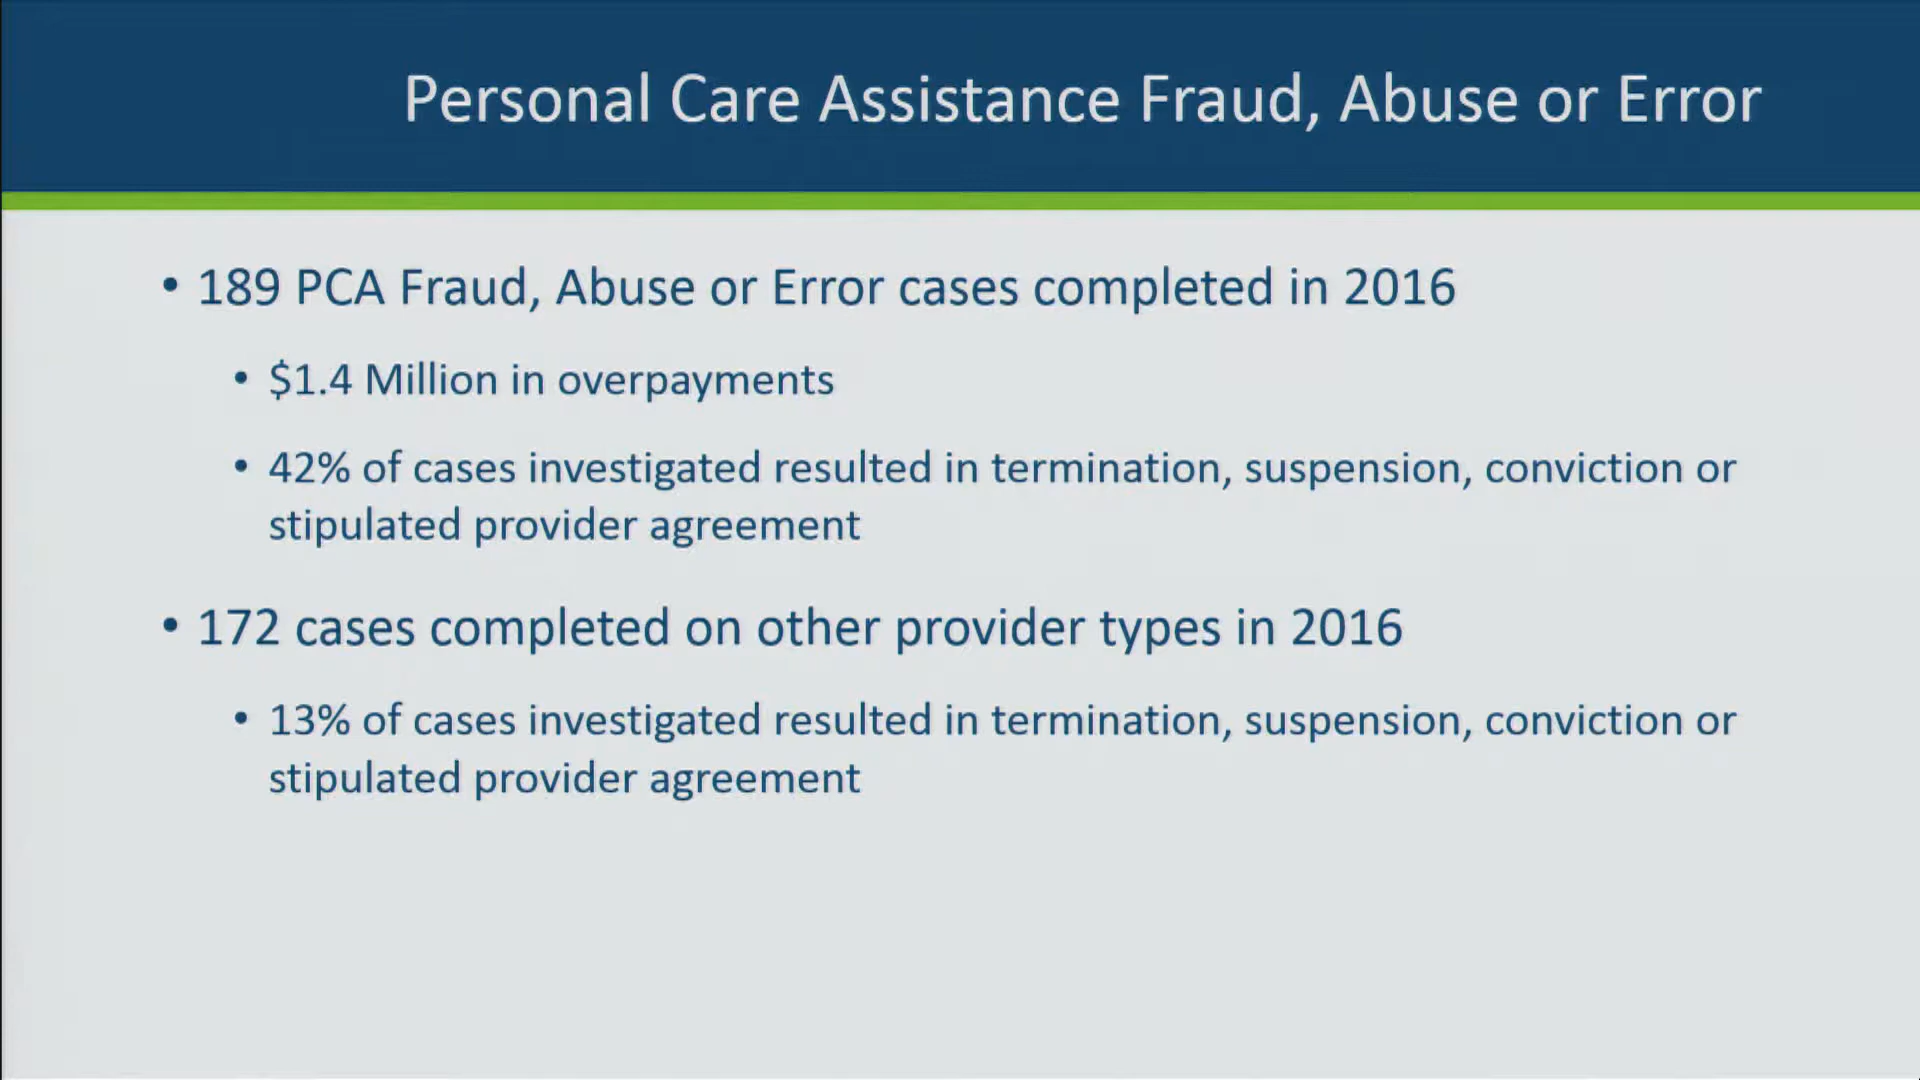 Personal Care Assistance Fraud, Abuse or Error
• 189 PCA Fraud, Abuse or Error cases completed in 2016
• $1.4 Million in overpayments
• 42% of cases investigated resulted in termination, suspension, conviction or
stipulated provider agreement
• 172 cases completed on other provider types in 2016
• 13% of cases investigated resulted in termination, suspension, conviction or
stipulated provider agreement